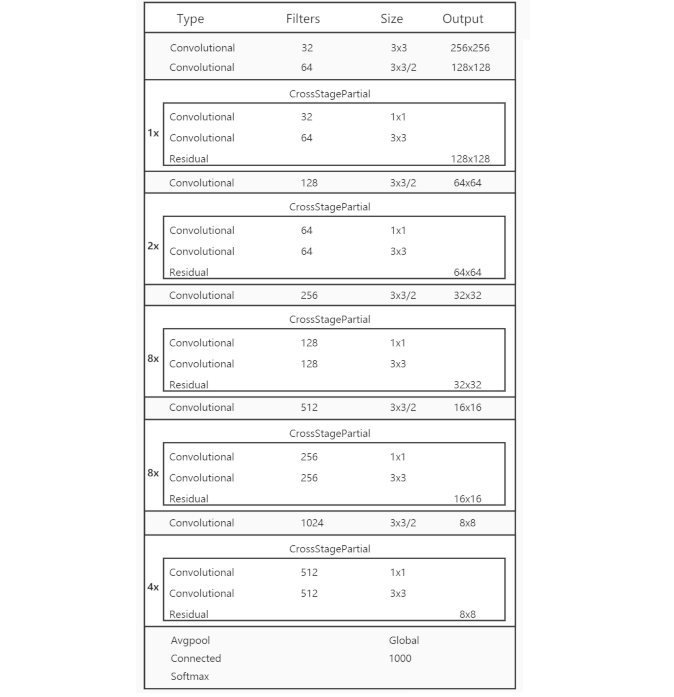 Type Filters Size Output
Convolutional 32 3x3 256x256
Convolutional 64 3x3/2 128x128
CrossStagePartial
Convolutional 32 1x1
1x
Convolutional 64 3x3
Residual 128x128
Convolutional 128 3x3/2 64x64
CrossStagePartial
Convolutional 64 1x1
2x
Convolutional 64 3x3
Residual 64x64
Convolutional 256 3x3/2 32x32
CrossStagePartial
Convolutional 128 1x1
8x
Convolutional 128 3x3
Residual 32x32
Convolutional 512 3x3/2 16x16
CrossStagePartial
Convolutional 256 1x1
8x
Convolutional 256 3x3
Residual 16x16
Convolutional 1024 3x3/2 8x8
CrossStagePartial
Convolutional 512 1x1
4x
Convolutional 512 3x3
Residual 8x8
Avgpool Global
Connected 1000
Softmax